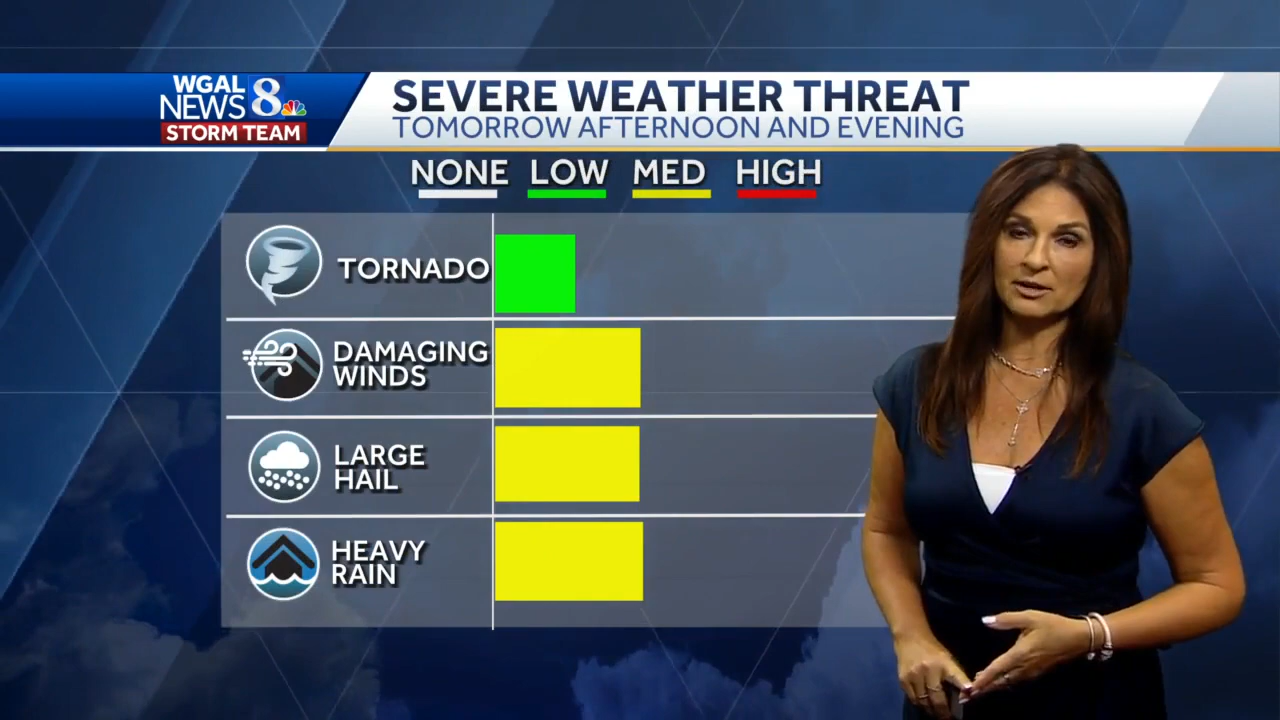 WGAL
NEWS 8
STORM TEAM
SEVERE WEATHER THREAT
TOMORROW AFTERNOON AND EVENING
NONE LOW MED HIGH
TORNADO
DAMAGING
WINDS
LARGE
HAIL
HEAVY
RAIN